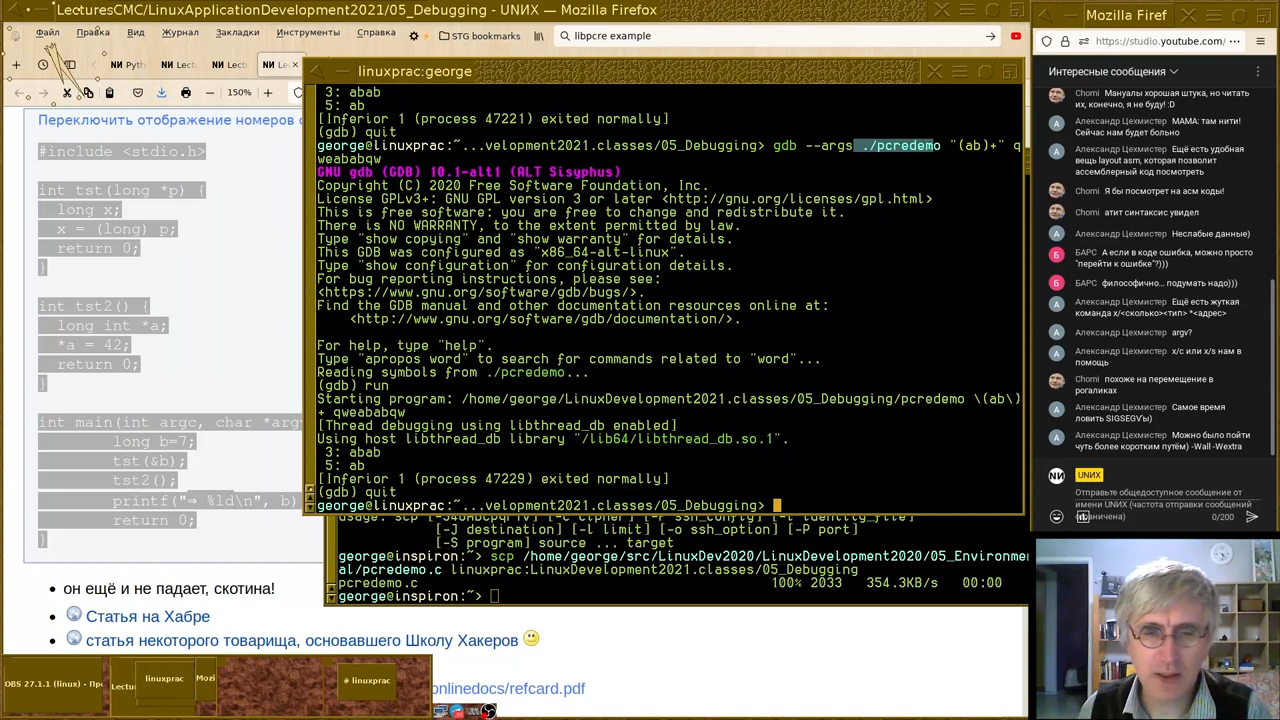 LecturesCMC/LinuxApplicationDevelopment2021/05_Debugging - UNИX — Mozilla Firefox
Файл Правка Вид Журнал Закладки Инструменты Справка STG bookmarks libpcre example
Pyth Lectu Lectu Lec
150%
Переключить отображение номеров с
#include <stdio.h>
int tst(long *p) {
long x;
x = (long) p;
return 0;
}
int tst2() {
long int *a;
*a = 42;
return 0;
}
int main(int argc, char *argv
long b=7;
tst(&b);
tst2();
printf("⇒ %ld\n", b)
return 0;
}
он ещё и не падает, скотина!
Статья на Хабре
статья некоторого товарища, основавшего Школу Хакеров
onlinedocs/refcard.pdf
linuxprac:george
3: abab
5: ab
[Inferior 1 (process 47221) exited normally]
(gdb) quit
george@linuxprac:~...velopment2021.classes/05_Debugging> gdb --args ./pcredemo "(ab)+" q
weababqw
GNU gdb (GDB) 10.1-alt1 (ALT Sisyphus)
Copyright (C) 2020 Free Software Foundation, Inc.
License GPLv3+: GNU GPL version 3 or later <http://gnu.org/licenses/gpl.html>
This is free software: you are free to change and redistribute it.
There is NO WARRANTY, to the extent permitted by law.
Type "show copying" and "show warranty" for details.
This GDB was configured as "x86_64-alt-linux".
Type "show configuration" for configuration details.
For bug reporting instructions, please see:
<https://www.gnu.org/software/gdb/bugs/>.
Find the GDB manual and other documentation resources online at:
<http://www.gnu.org/software/gdb/documentation/>.
For help, type "help".
Type "apropos word" to search for commands related to "word"...
Reading symbols from ./pcredemo...
(gdb) run
Starting program: /home/george/LinuxDevelopment2021.classes/05_Debugging/pcredemo \(ab\)
+ qweababqw
[Thread debugging using libthread_db enabled]
Using host libthread_db library "/lib64/libthread_db.so.1".
3: abab
5: ab
[Inferior 1 (process 47229) exited normally]
(gdb) quit
george@linuxprac:~...velopment2021.classes/05_Debugging>
[-J destination] [-l limit] [-o ssh_option] [-P port]
[-S program] source ... target
george@inspiron:~> scp /home/george/src/LinuxDev2020/LinuxDevelopment2020/05_Environme
al/pcredemo.c linuxprac:LinuxDevelopment2021.classes/05_Debugging
pcredemo.c 100% 2033 354.3KB/s 00:00
george@inspiron:~>
Mozilla Firef
https://studio.youtube.com/
Интересные сообщения
Chomi Мануалы хорошая штука, но читать их, конечно, я не буду! :D
Александр Цехмистер МАМА: там нити! Сейчас нам будет больно
Александр Цехмистер Ещё есть удобная вещь layout asm, которая позволит ассемблерный код посмотреть
Chomi Я бы посмотрел на асм коды!
Chomi атит синтаксис увидел
Александр Цехмистер Неслабые данные)
БАРС А если в коде ошибка, можно просто "перейти к ошибке"?)))
БАРС философично... подумать надо)))
Александр Цехмистер Ещё есть жуткая команда x/<сколько><тип> *<адрес>
Александр Цехмистер argv?
Александр Цехмистер x/c или x/s нам в помощь
Chomi похоже на перемещение в рогаликах
Александр Цехмистер Самое время ловить SIGSEGV'ы)
Александр Цехмистер Можно было пойти чуть более коротким путём) -Wall -Wextra
UNИX
Отправьте общедоступное сообщение от имени UNИX (частота отправки сообщений
0/200
OBS 27.1.1 (linux) - Пр
Lectu
linuxprac
Mozi
# linuxprac